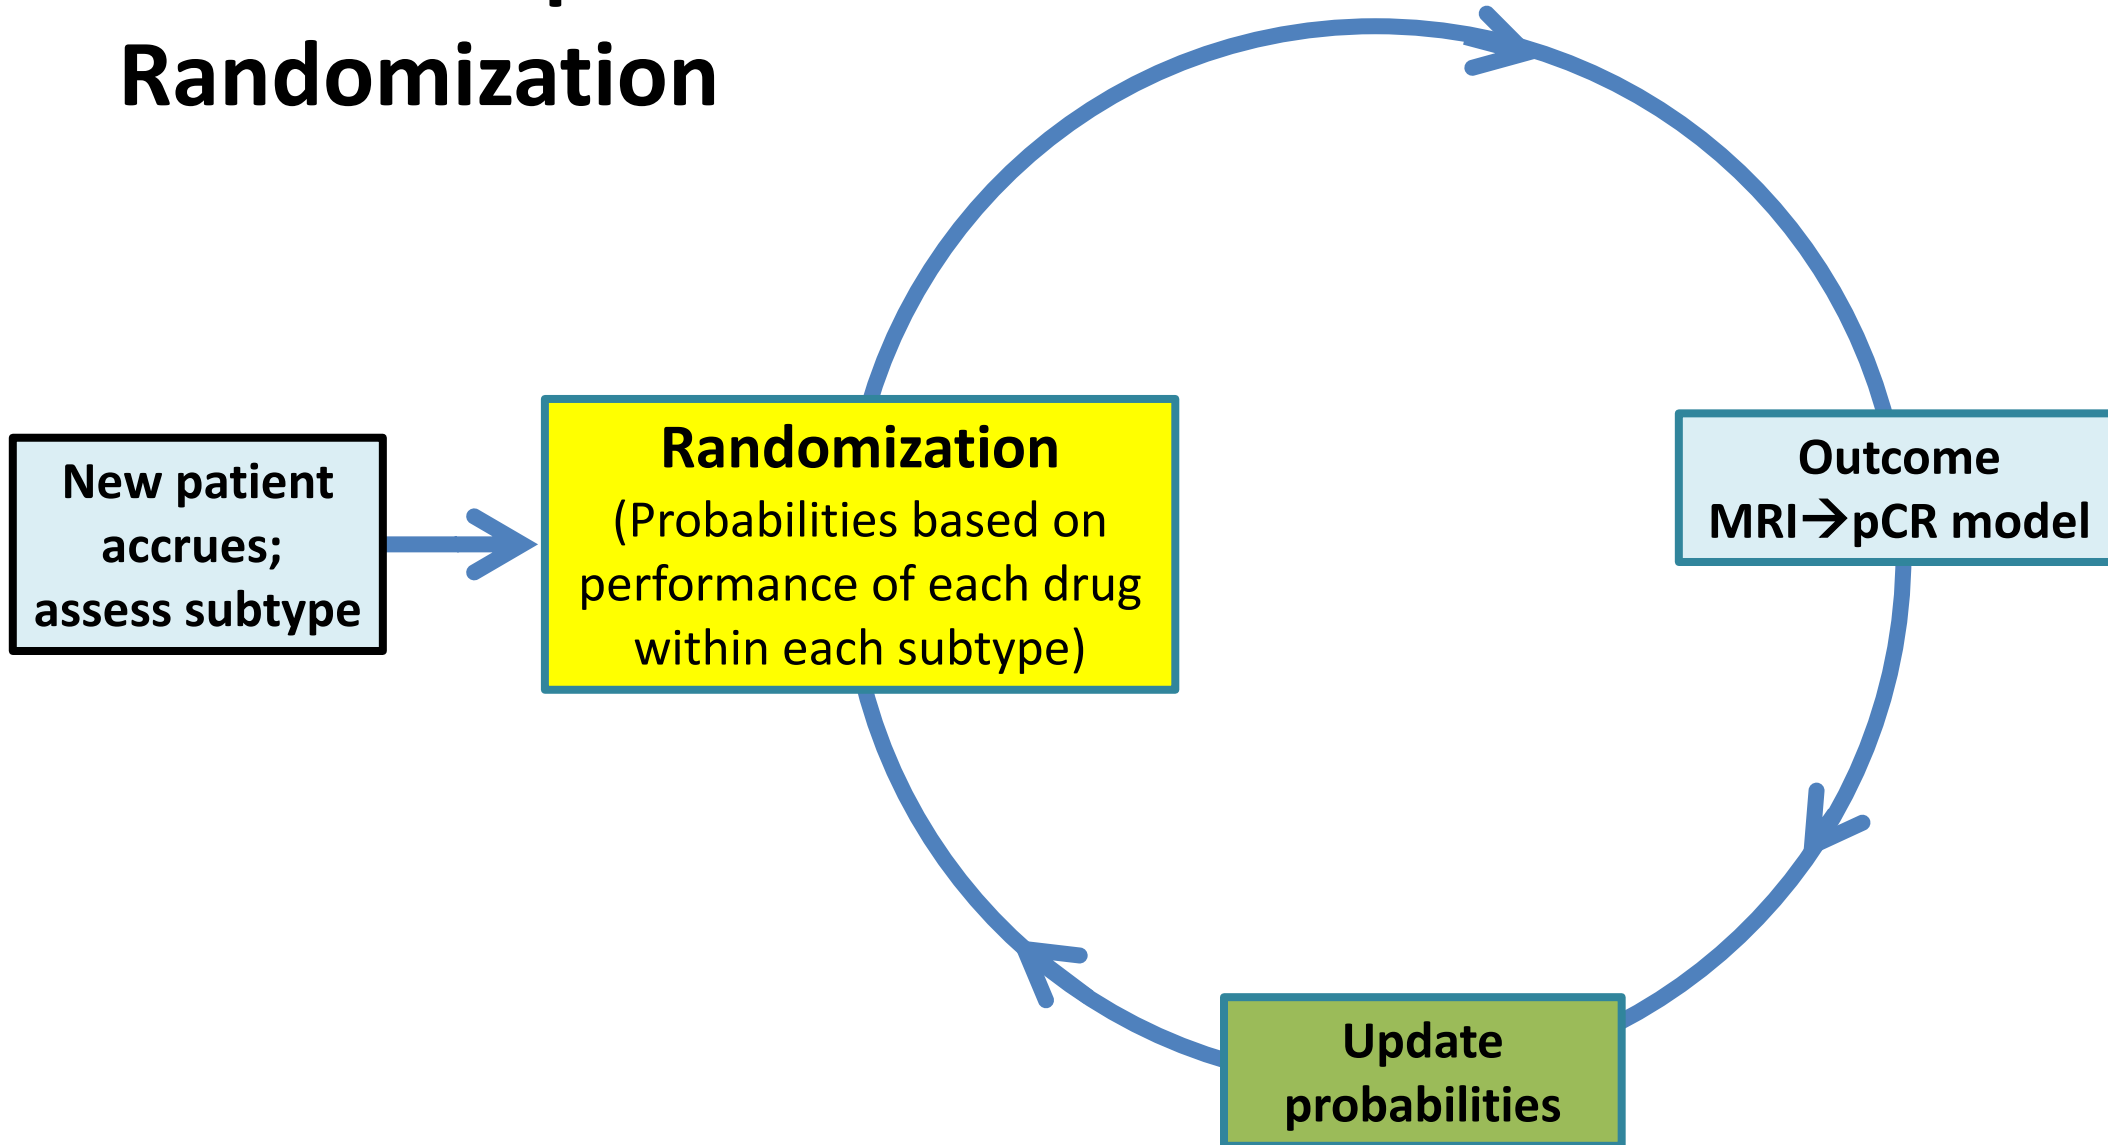 Randomization
New patient
accrues;
assess subtype
Randomization
(Probabilities based on
performance of each drug
within each subtype)
Outcome
MRI→pCR model
Update
probabilities